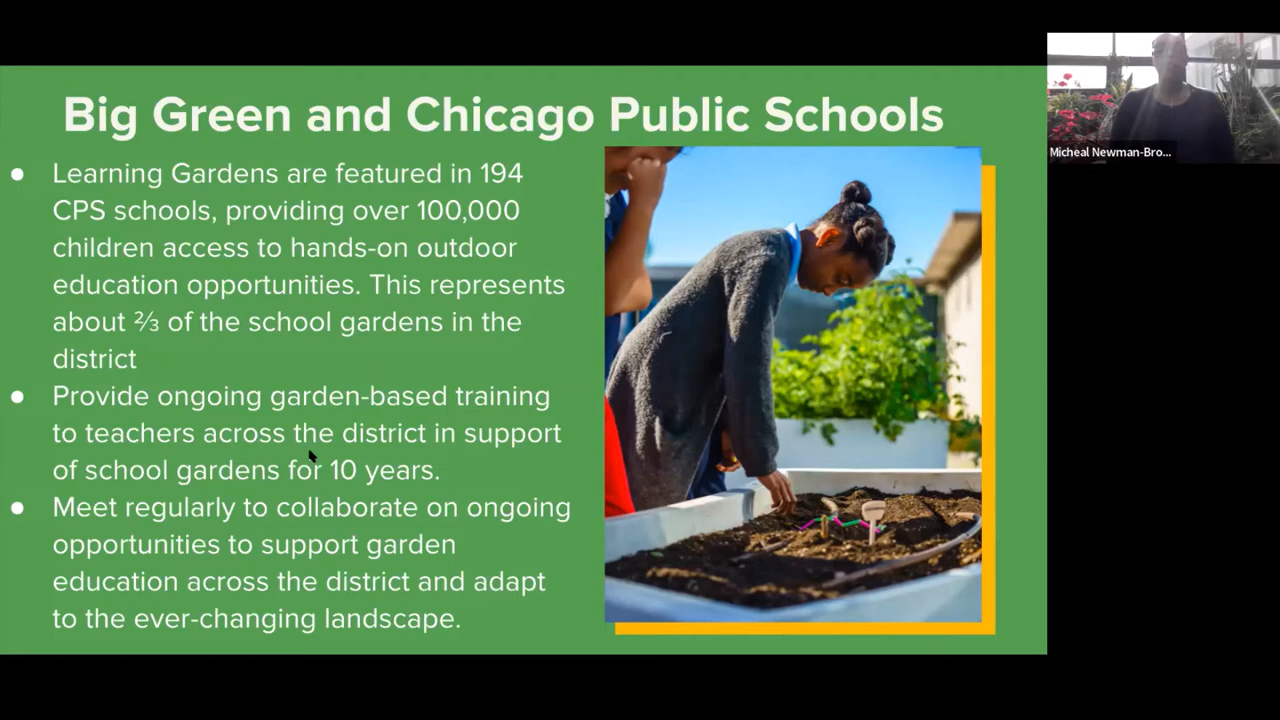 Big Green and Chicago Public Schools
● Learning Gardens are featured in 194
CPS schools, providing over 100,000
children access to hands-on outdoor
education opportunities. This represents
about ⅔ of the school gardens in the
district
● Provide ongoing garden-based training
to teachers across the district in support
of school gardens for 10 years.
● Meet regularly to collaborate on ongoing
opportunities to support garden
education across the district and adapt
to the ever-changing landscape.
Micheal Newman-Bro...